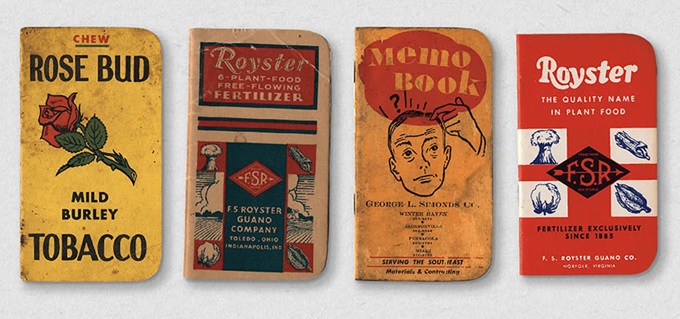 CHEW
ROSE BUD
MILD
BURLEY
TOBACCO
Royster
6-PLANT-FOOD
FREE-FLOWING
FERTILIZER
F.S.R.
F. S. ROYSTER
GUANO
COMPANY
TOLEDO, OHIO
INDIANAPOLIS, IND.
MEMO
BOOK
?
!
GEORGE L. SIMONDS CO.
WINTER HAVEN
JACKSONVILLE
PENSACOLA
MIAMI
SERVING THE SOUTHEAST
Materials & Contracting
Royster
THE QUALITY NAME
IN PLANT FOOD
F.S.R.
FERTILIZER EXCLUSIVELY
SINCE 1885
F. S. ROYSTER GUANO CO.
NORFOLK, VIRGINIA